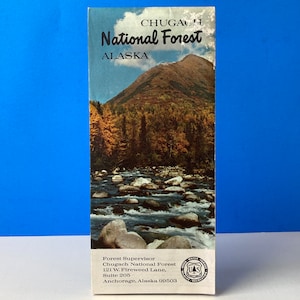 CHUGACH
National Forest
ALASKA
Forest Supervisor
Chugach National Forest
121 W. Fireweed Lane,
Suite 205
Anchorage, Alaska 99503